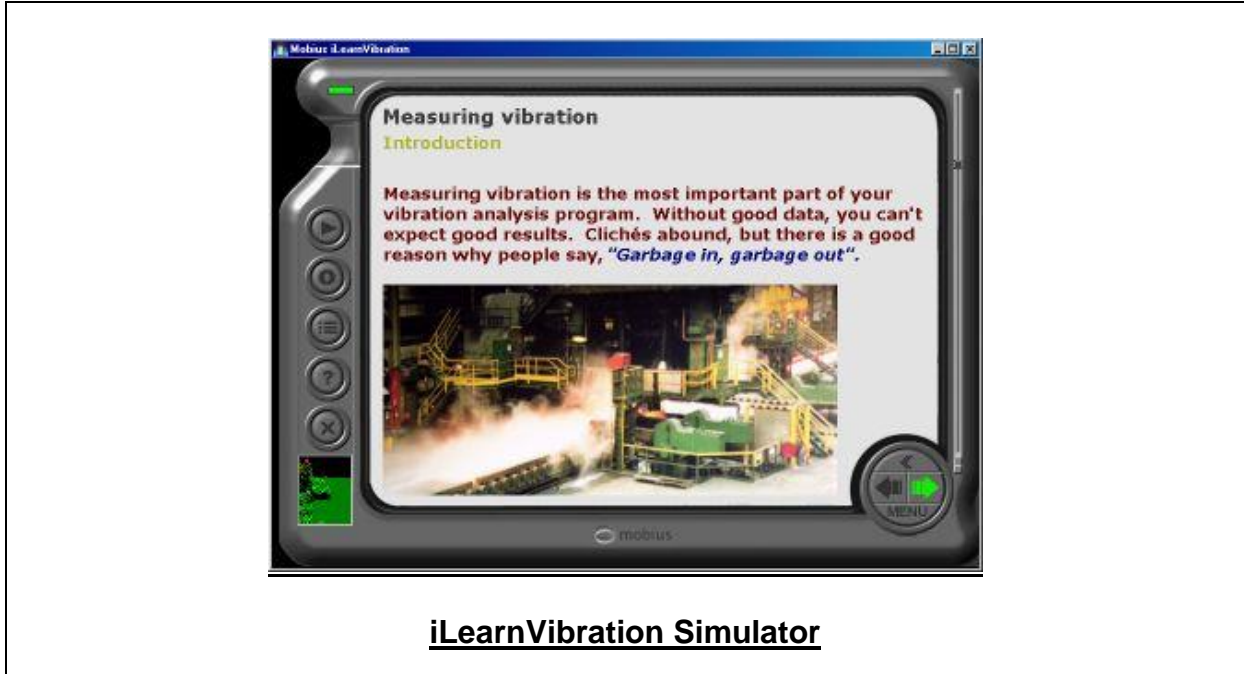 Mobius iLearnVibration
Measuring vibration
Introduction
Measuring vibration is the most important part of your
vibration analysis program.  Without good data, you can't
expect good results.  Clichés abound, but there is a good
reason why people say, "Garbage in, garbage out".
MENU
mobius
iLearnVibration Simulator